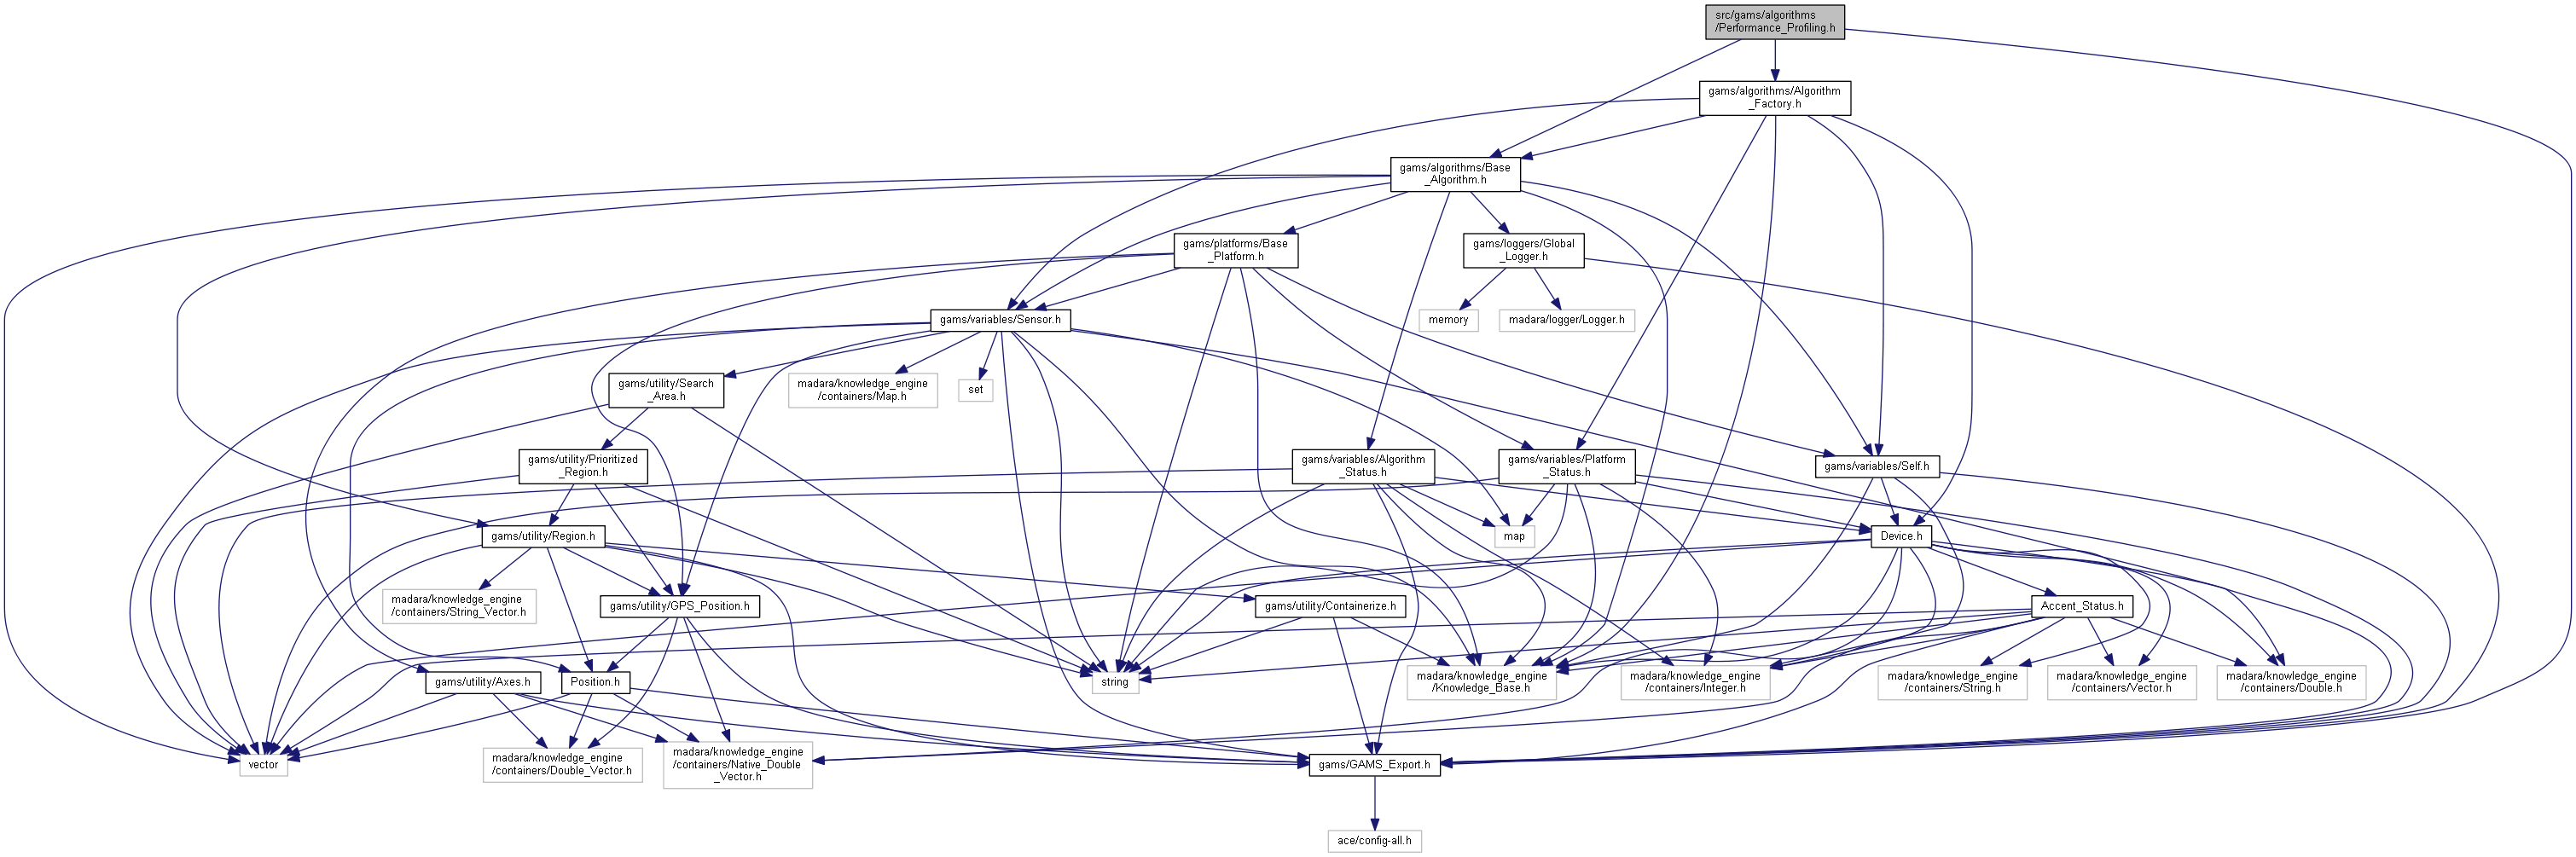 src/gams/algorithms
/Performance_Profiling.h
gams/algorithms/Algorithm
_Factory.h
gams/algorithms/Base
_Algorithm.h
gams/platforms/Base
_Platform.h
gams/loggers/Global
_Logger.h
gams/variables/Sensor.h
memory
madara/logger/Logger.h
gams/utility/Search
_Area.h
madara/knowledge_engine
/containers/Map.h
set
gams/utility/Prioritized
_Region.h
gams/variables/Algorithm
_Status.h
gams/variables/Platform
_Status.h
gams/variables/Self.h
gams/utility/Region.h
map
Device.h
madara/knowledge_engine
/containers/String_Vector.h
gams/utility/GPS_Position.h
gams/utility/Containerize.h
Accent_Status.h
gams/utility/Axes.h
Position.h
string
madara/knowledge_engine
/Knowledge_Base.h
madara/knowledge_engine
/containers/Integer.h
madara/knowledge_engine
/containers/String.h
madara/knowledge_engine
/containers/Vector.h
madara/knowledge_engine
/containers/Double.h
vector
madara/knowledge_engine
/containers/Double_Vector.h
madara/knowledge_engine
/containers/Native_Double
_Vector.h
gams/GAMS_Export.h
ace/config-all.h